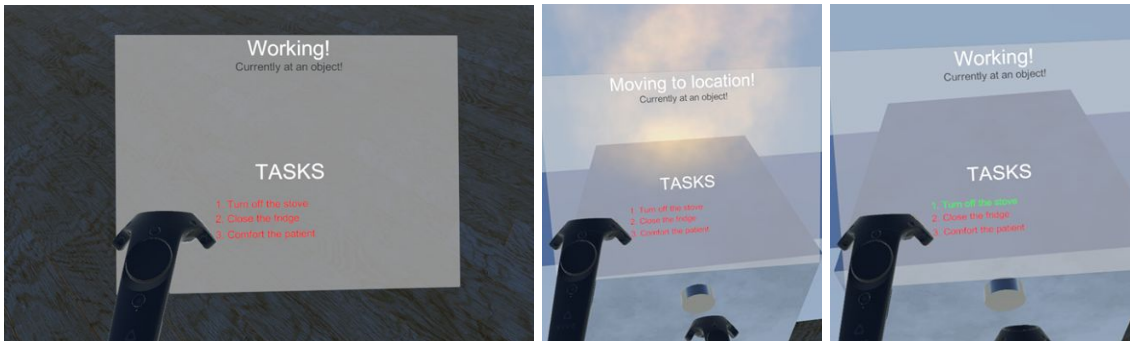 Working!
Currently at an object!
TASKS
1. Turn off the stove
2. Close the fridge
3. Comfort the patient
Moving to location!
Currently at an object!
TASKS
1. Turn off the stove
2. Close the fridge
3. Comfort the patient
Working!
Currently at an object!
TASKS
1. Turn off the stove
2. Close the fridge
3. Comfort the patient